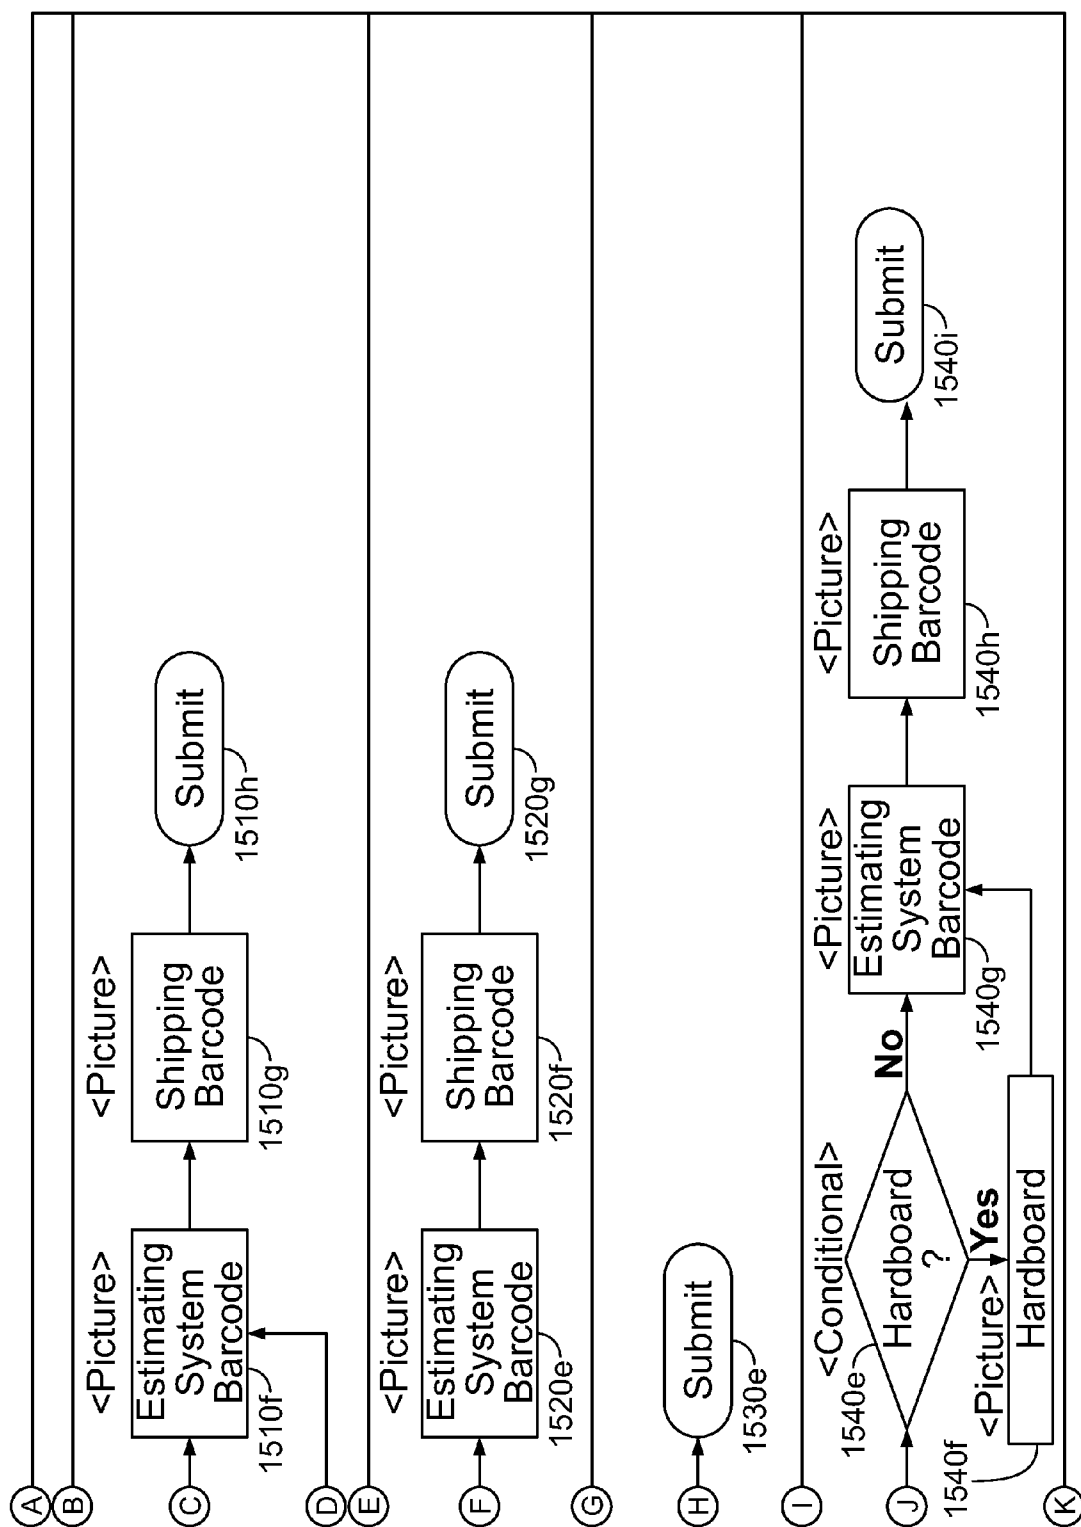 A
B
C
<Picture>
Estimating
System
Barcode
1510f
<Picture>
Shipping
Barcode
1510g
Submit
1510h
D
E
F
<Picture>
Estimating
System
Barcode
1520e
<Picture>
Shipping
Barcode
1520f
Submit
1520g
G
H
Submit
1530e
I
J
<Conditional>
Hardboard
?
1540e
No
Yes
<Picture>
Hardboard
1540f
<Picture>
Estimating
System
Barcode
1540g
<Picture>
Shipping
Barcode
1540h
Submit
1540i
K